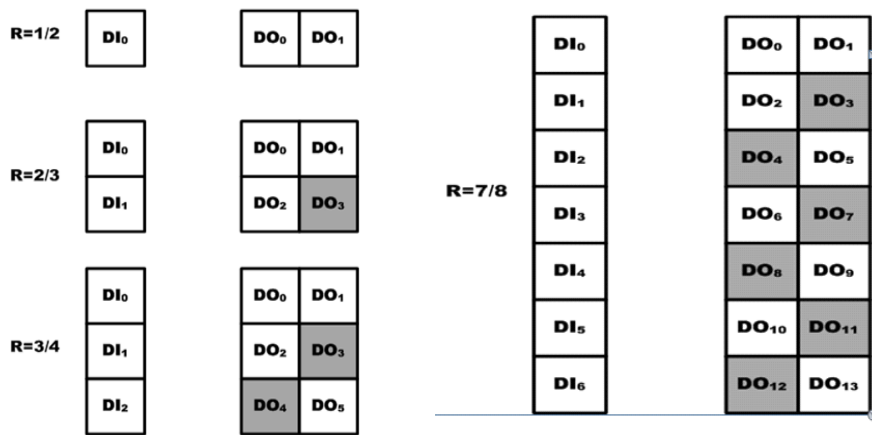 R=1/2
DI₀
DO₀ DO₁
R=2/3
DI₀
DO₀ DO₁
DI₁
DO₂ DO₃
R=3/4
DI₀
DO₀ DO₁
DI₁
DO₂ DO₃
DI₂
DO₄ DO₅
R=7/8
DI₀
DO₀ DO₁
DI₁
DO₂ DO₃
DI₂
DO₄ DO₅
DI₃
DO₆ DO₇
DI₄
DO₈ DO₉
DI₅
DO₁₀ DO₁₁
DI₆
DO₁₂ DO₁₃